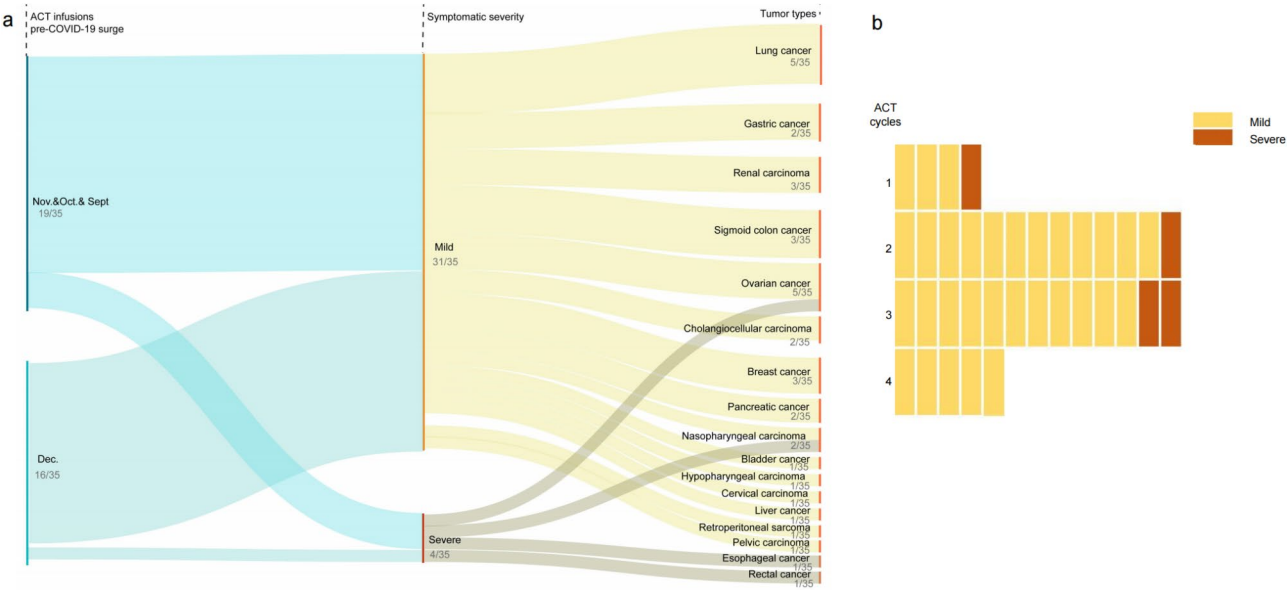 a
ACT infusions
pre-COVID-19 surge
Symptomatic severity
Tumor types
Nov.&Oct.& Sept
19/35
Dec.
16/35
Mild
31/35
Severe
4/35
Lung cancer
5/35
Gastric cancer
2/35
Renal carcinoma
3/35
Sigmoid colon cancer
3/35
Ovarian cancer
5/35
Cholangiocellular carcinoma
2/35
Breast cancer
3/35
Pancreatic cancer
2/35
Nasopharyngeal carcinoma
2/35
Bladder cancer
1/35
Hypopharyngeal carcinoma
1/35
Cervical carcinoma
1/35
Liver cancer
1/35
Retroperitoneal sarcoma
1/35
Pelvic carcinoma
1/35
Esophageal cancer
1/35
Rectal cancer
1/35
b
ACT
cycles
1
2
3
4
Mild
Severe